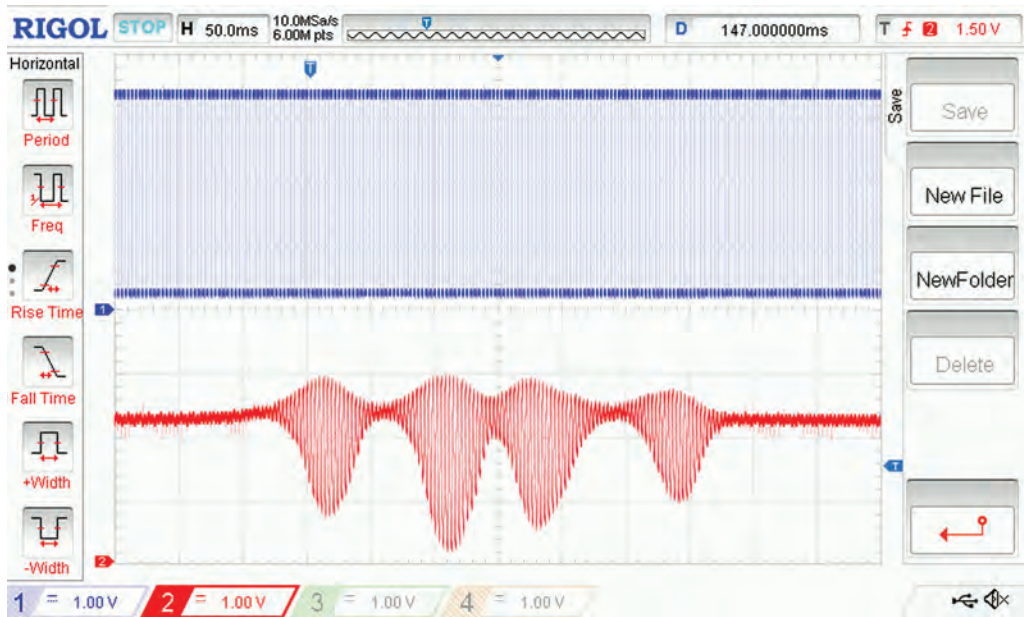 RIGOL STOP H 50.0ms 10.0MSa/s 6.00M pts T D 147.000000ms T 2 1.50 V
Horizontal
T
Period
Freq
Rise Time
Fall Time
+Width
-Width
1
2
T
Save
Save
New File
NewFolder
Delete
1 = 1.00 V 2 = 1.00 V 3 = 1.00 V 4 = 1.00 V